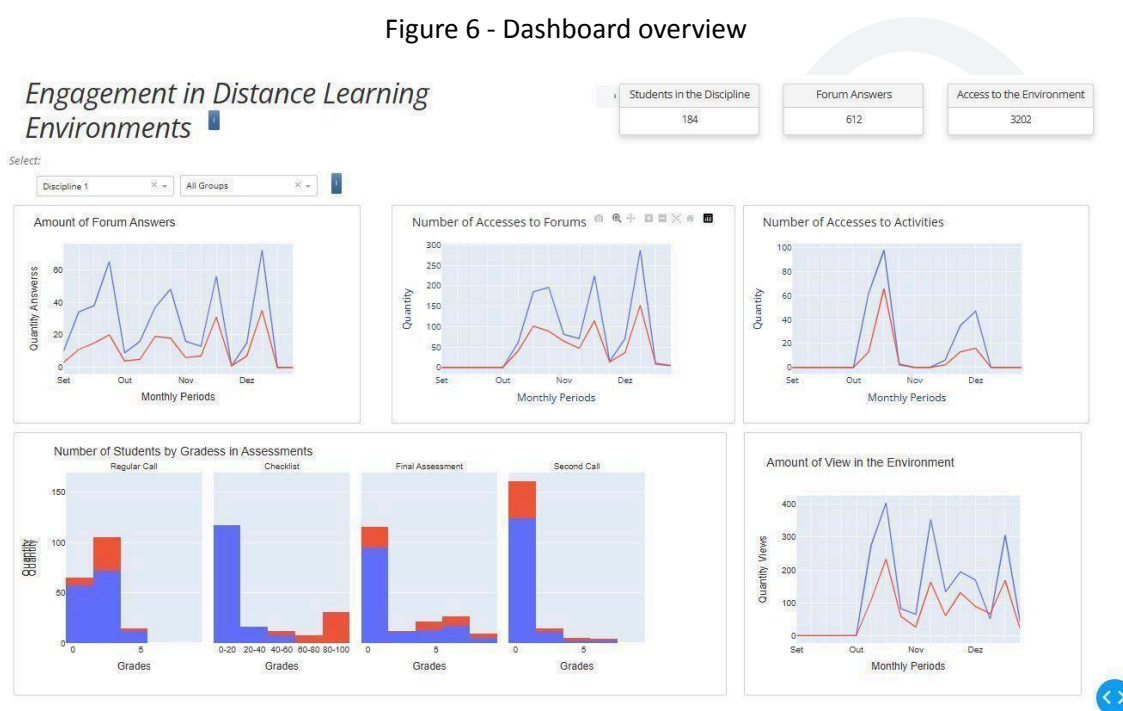 Figure 6 - Dashboard overview
Engagement in Distance Learning
Environments
i
Students in the Discipline
184
Forum Answers
612
Access to the Environment
3202
Select:
Discipline 1
All Groups
Amount of Forum Answers
Quantity Answerss
60
40
20
0
Set
Out
Nov
Dez
Monthly Periods
Number of Accesses to Forums
Quantity
300
250
200
150
100
50
0
Set
Out
Nov
Dez
Monthly Periods
Number of Accesses to Activities
Quantity
100
80
60
40
20
0
Set
Out
Nov
Dez
Monthly Periods
Number of Students by Gradess in Assessments
Regular Call
Checklist
Final Assessment
Second Call
Quantity
Quantity
150
100
50
0
0
5
Grades
0-20
20-40
40-60
60-80
80-100
Grades
0
5
Grades
0
5
Grades
Amount of View in the Environment
Quantity Views
400
300
200
100
0
Set
Out
Nov
Dez
Monthly Periods